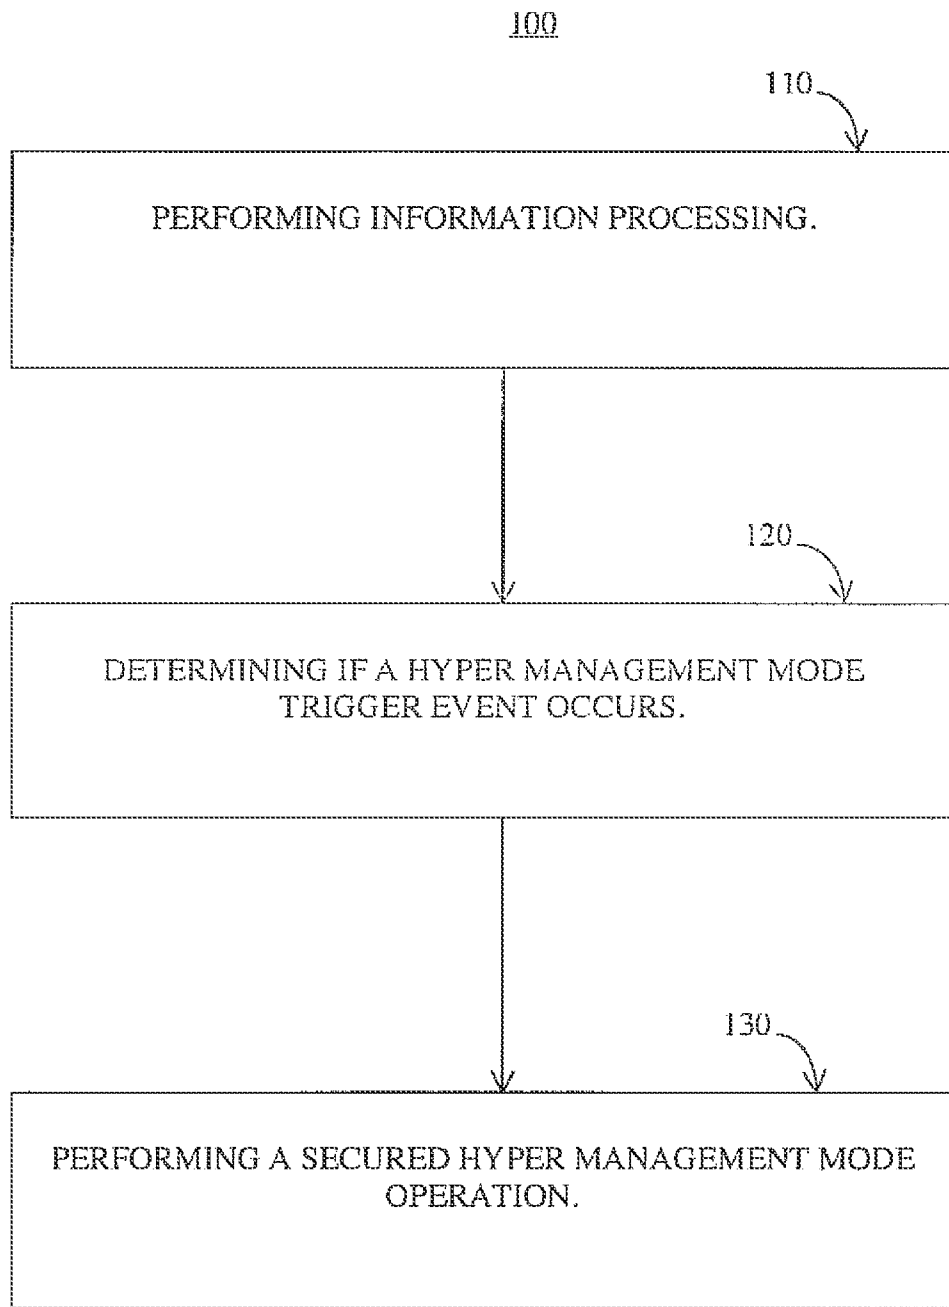 100
110
PERFORMING INFORMATION PROCESSING.
120
DETERMINING IF A HYPER MANAGEMENT MODE
TRIGGER EVENT OCCURS.
130
PERFORMING A SECURED HYPER MANAGEMENT MODE
OPERATION.